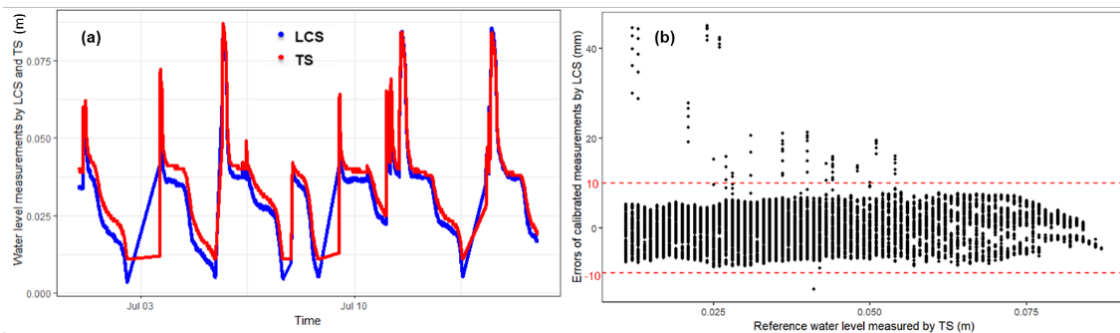 (a)
LCS
TS
Water level measurements by LCS and TS (m)
0.075
0.050
0.025
0.000
Jul 03
Jul 10
Time
(b)
Errors of calibrated measurements by LCS (mm)
40
20
10
0
-10
0.025
0.050
0.075
Reference water level measured by TS (m)